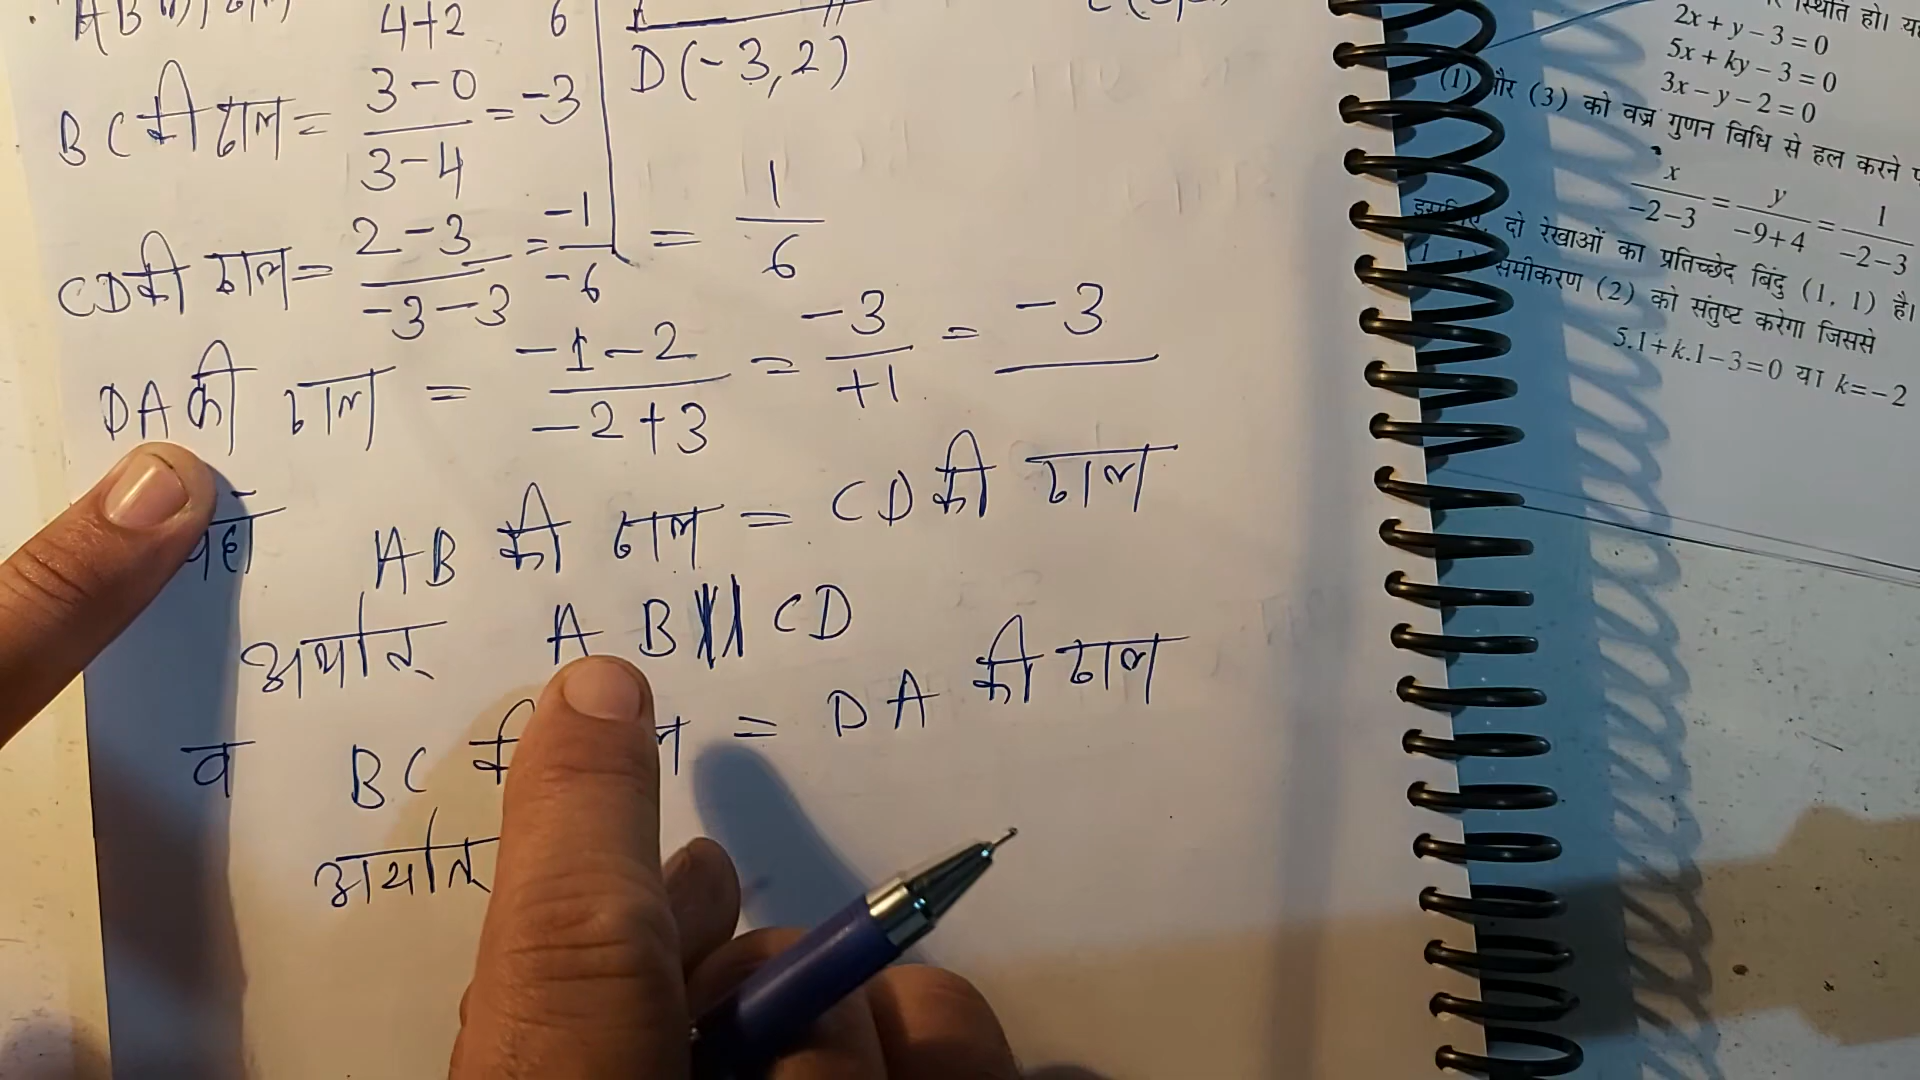 4+2 6
D(-3,2)
BC की ढाल = 3-0 / 3-4 = -3
CD की ढाल = 2-3 / -3-3 = -1 / -6 = 1 / 6
DA की ढाल = -1-2 / -2+3 = -3 / +1 = -3
यहाँ AB की ढाल = CD की ढाल
अर्थात् AB || CD
व BC की = DA की ढाल
अर्थात्
स्थित हो।
2x + y - 3 = 0
5x + ky - 3 = 0
3x - y - 2 = 0
(1) और (3) को वज्र गुणन विधि से हल करने
x / -2-3 = y / -9+4 = 1 / -2-3
दो रेखाओं का प्रतिच्छेद बिंदु (1, 1) है।
समीकरण (2) को संतुष्ट करेगा जिससे
5.1+k.1-3=0 या k=-2